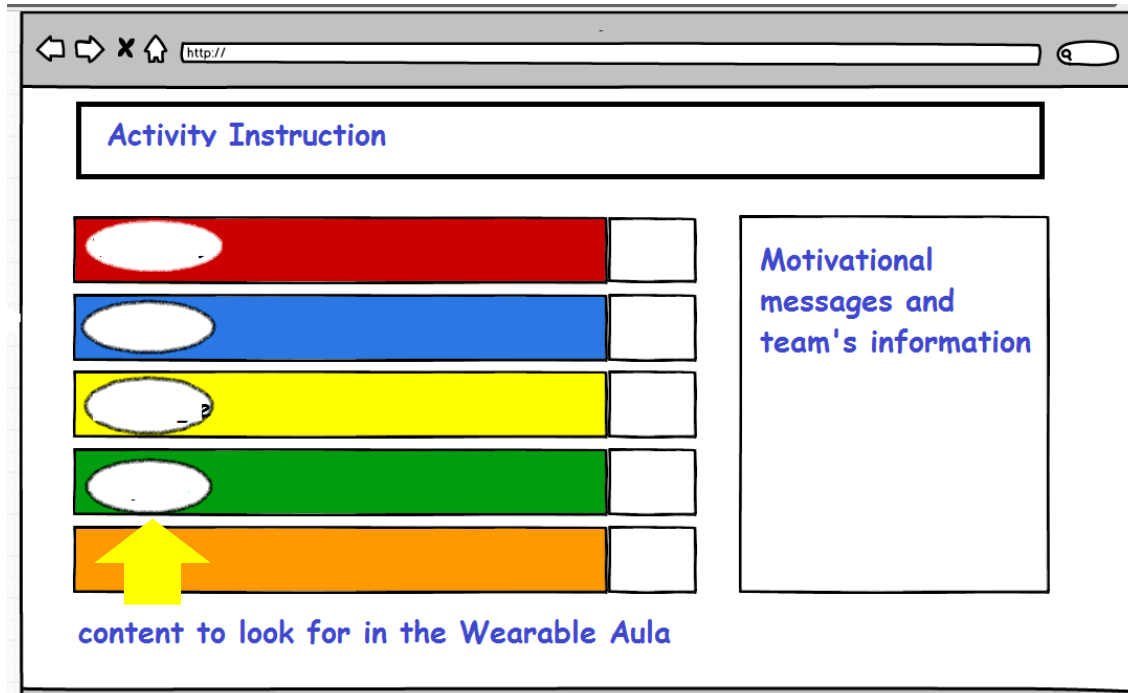 http://
Activity Instruction
Motivational
messages and
team's information
content to look for in the Wearable Aula